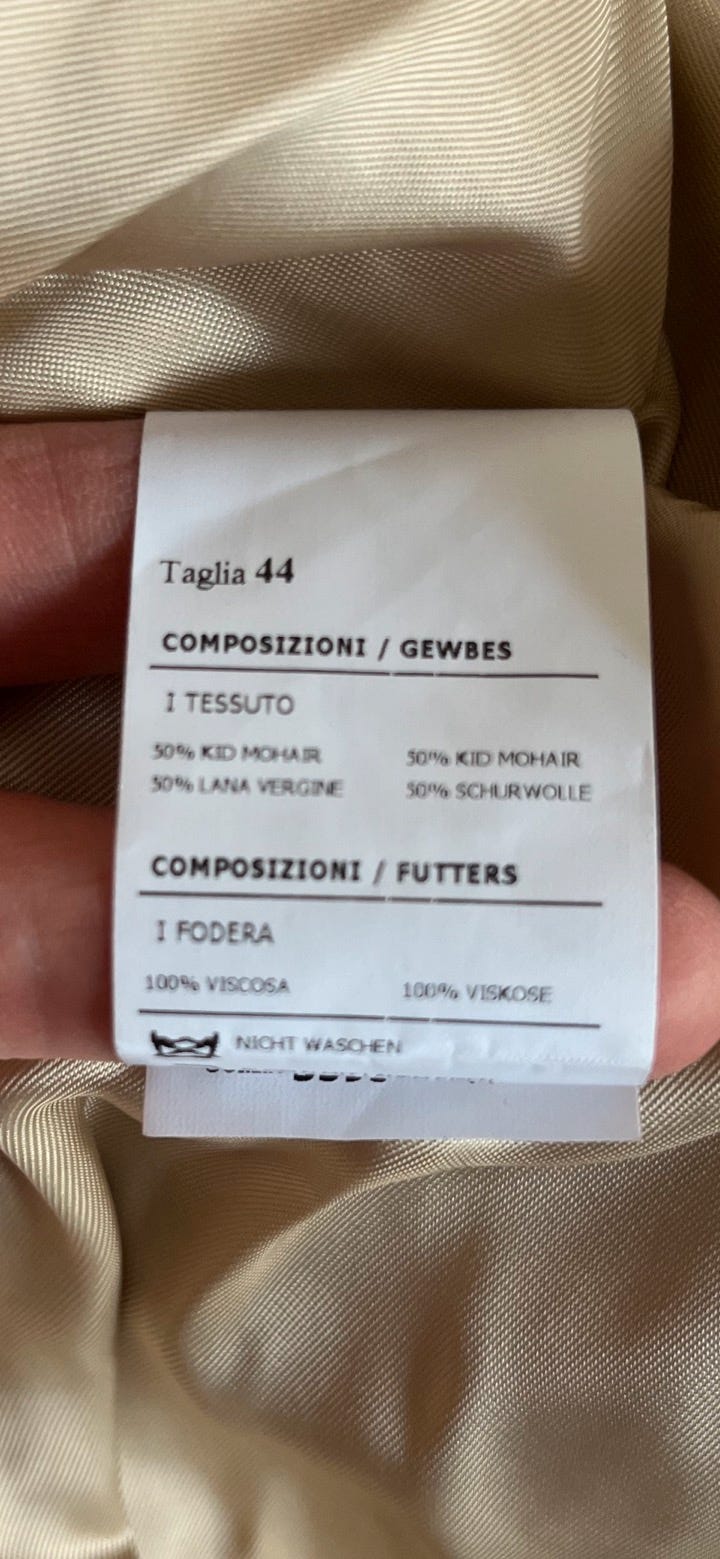 Taglia 44
COMPOSIZIONI / GEWBES
I TESSUTO
50% KID MOHAIR 50% KID MOHAIR
50% LANA VERGINE 50% SCHURWOLLE
COMPOSIZIONI / FUTTERS
I FODERA
100% VISCOSA 100% VISKOSE
NICHT WASCHEN